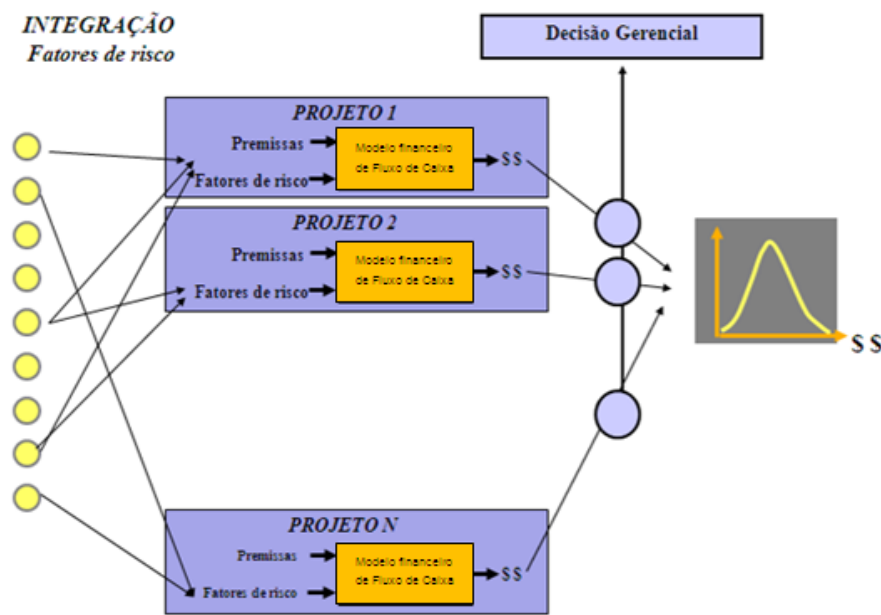 INTEGRAÇÃO
Fatores de risco
Decisão Gerencial
PROJETO 1
Premissas
Fatores de risco
Modelo financeiro
de Fluxo de Caixa
$ $
PROJETO 2
Premissas
Fatores de risco
Modelo financeiro
de Fluxo de Caixa
$ $
$ $
PROJETO N
Premissas
Fatores de risco
Modelo financeiro
de Fluxo de Caixa
$ $